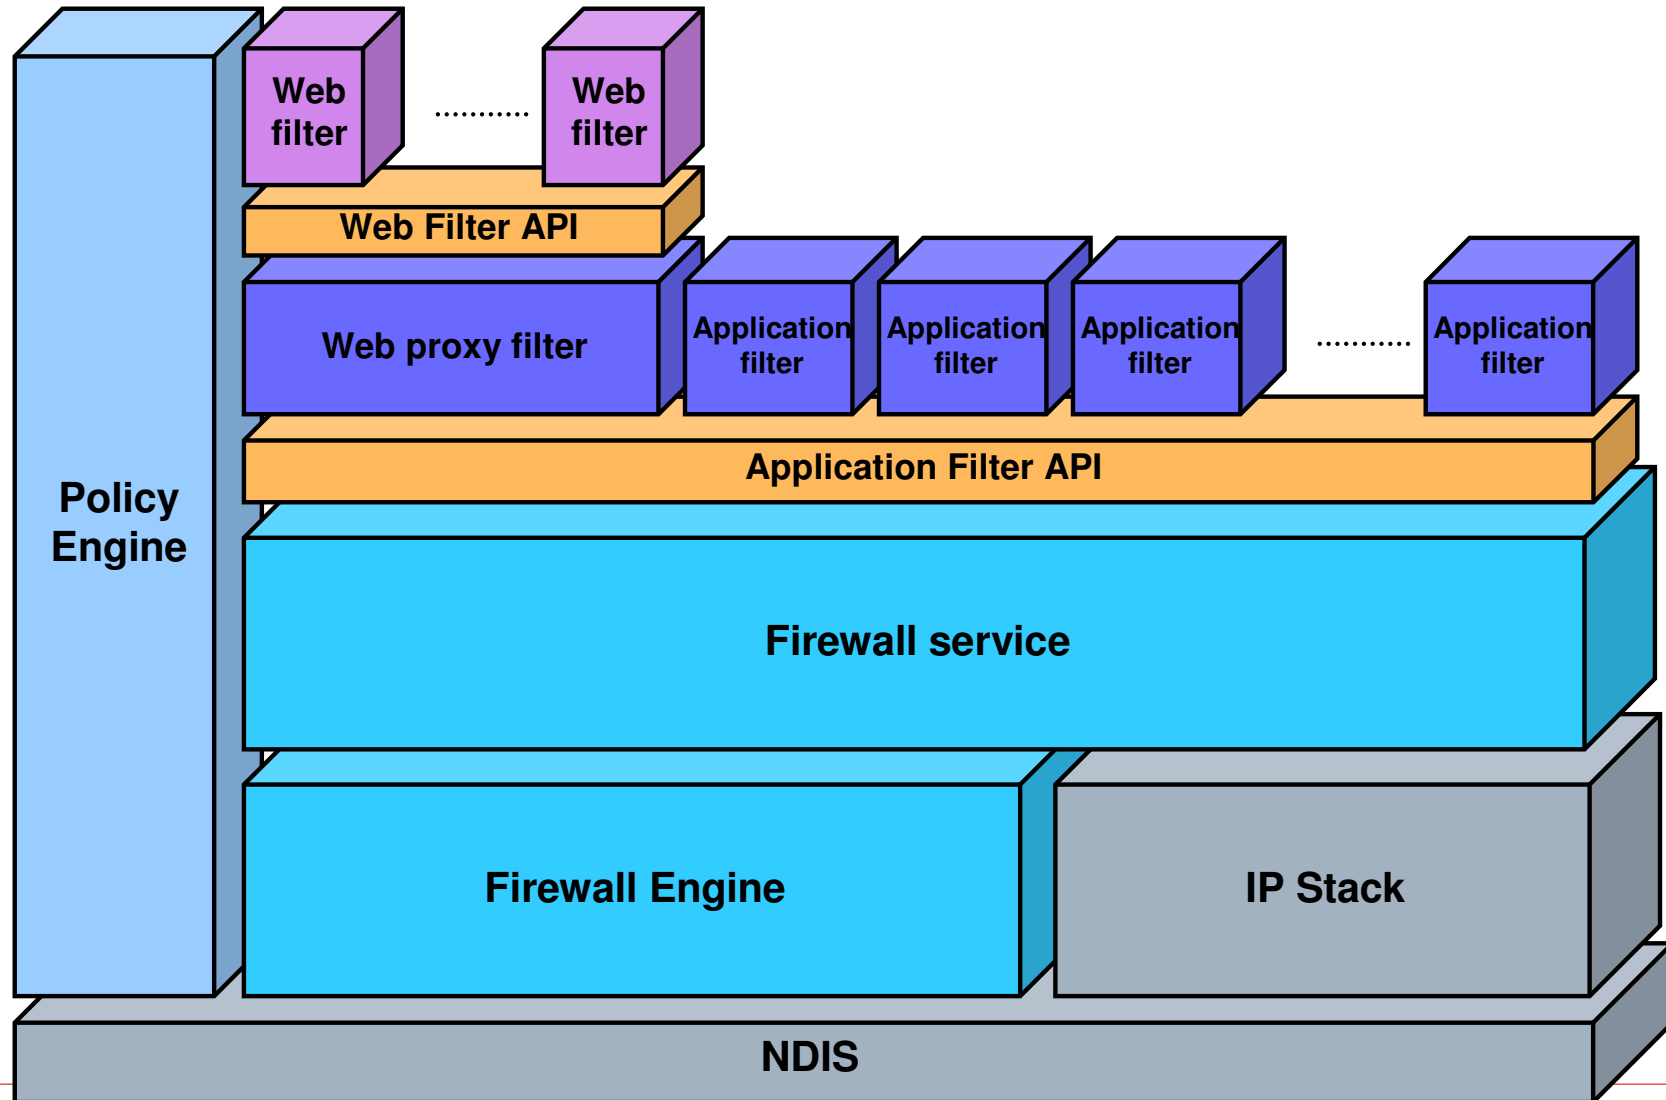 Web
filter
...........
Web
filter
Web Filter API
Web proxy filter
Application
filter
Application
filter
Application
filter
...........
Application
filter
Application Filter API
Policy
Engine
Firewall service
Firewall Engine
IP Stack
NDIS